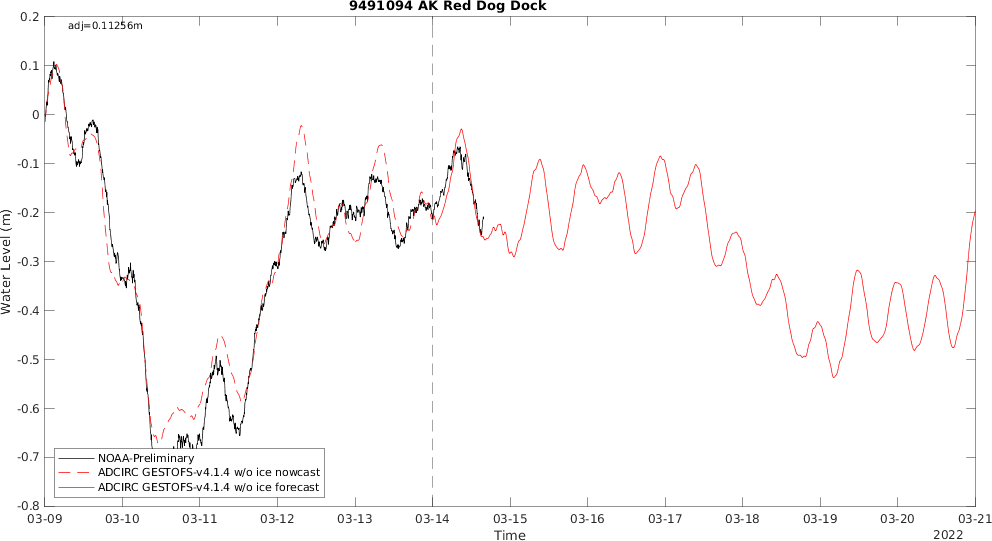 9491094 AK Red Dog Dock
adj=0.11256m
0.2
0.1
0
-0.1
-0.2
-0.3
-0.4
-0.5
-0.6
-0.7
-0.8
Water Level (m)
NOAA-Preliminary
ADCIRC GESTOFS-v4.1.4 w/o ice nowcast
ADCIRC GESTOFS-v4.1.4 w/o ice forecast
03-09 03-10 03-11 03-12 03-13 03-14 03-15 03-16 03-17 03-18 03-19 03-20 03-21
Time
2022